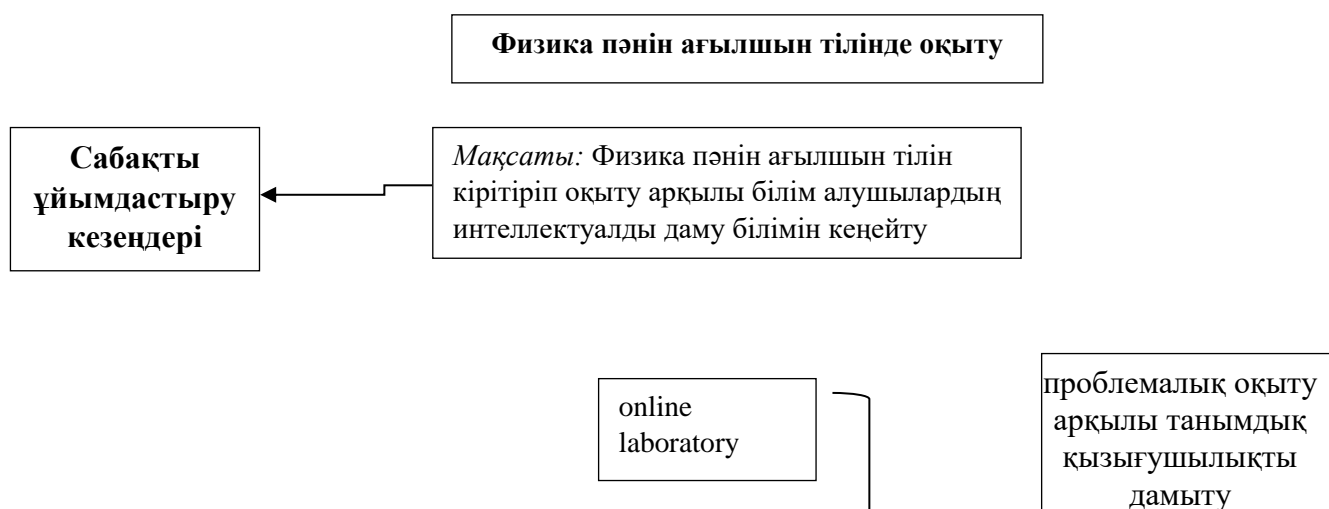 Физика пәнін ағылшын тілінде оқыту
Сабақты
ұйымдастыру
кезеңдері
Мақсаты: Физика пәнін ағылшын тілін
кірітіріп оқыту арқылы білім алушылардың
интеллектуалды даму білімін кеңейту
online
laboratory
проблемалық оқыту
арқылы танымдық
қызығушылықты
дамыту